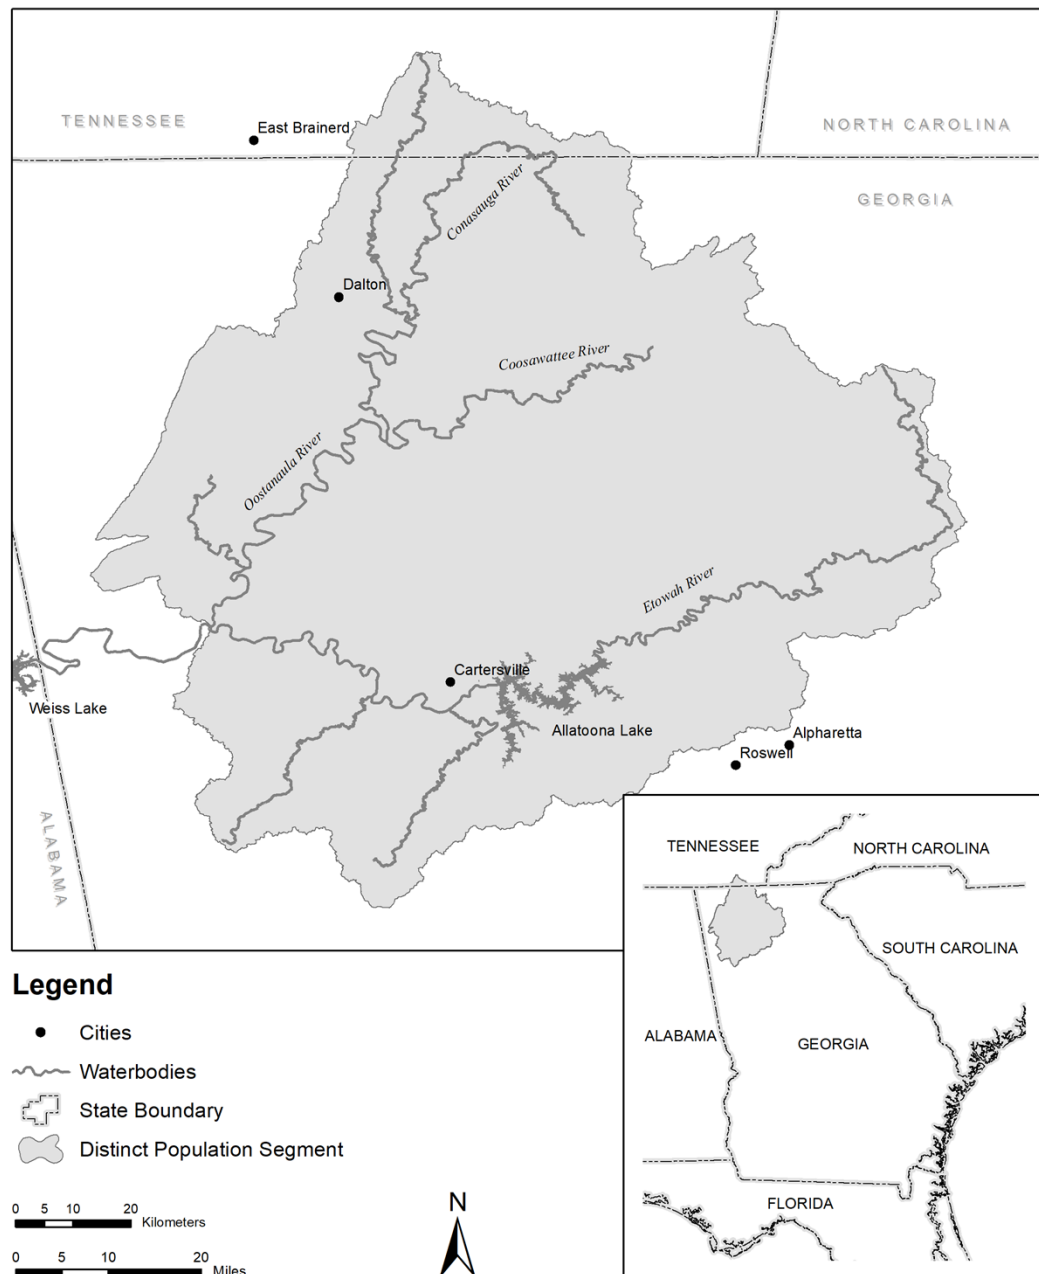 TENNESSEE
East Brainerd
NORTH CAROLINA
GEORGIA
Conasauga River
Dalton
Coosawattee River
Oostanaula River
Etowah River
Cartersville
Weiss Lake
Allatoona Lake
Alpharetta
Roswell
ALABAMA
TENNESSEE
NORTH CAROLINA
SOUTH CAROLINA
ALABAMA
GEORGIA
FLORIDA
Legend
Cities
Waterbodies
State Boundary
Distinct Population Segment
0 5 10 20
Kilometers
0 5 10 20
Miles
N